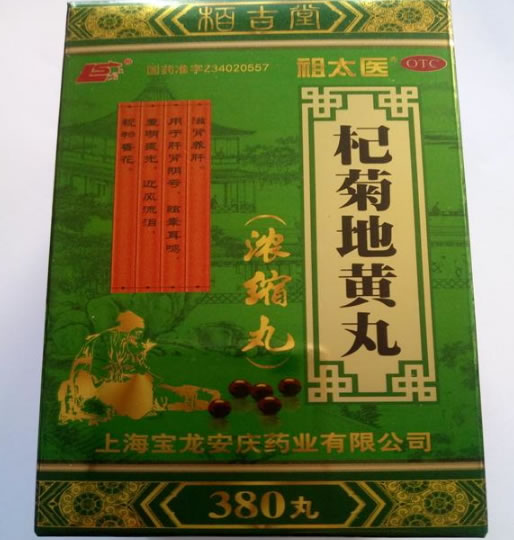 栖吉堂
国药准字Z34020557
祖太医
OTC
杞菊地黄丸
(浓缩丸)
滋肾养肝。
用于肝肾阴亏，眩晕耳鸣，
羞明畏光，迎风流泪，
视物昏花。
上海宝龙安庆药业有限公司
380丸